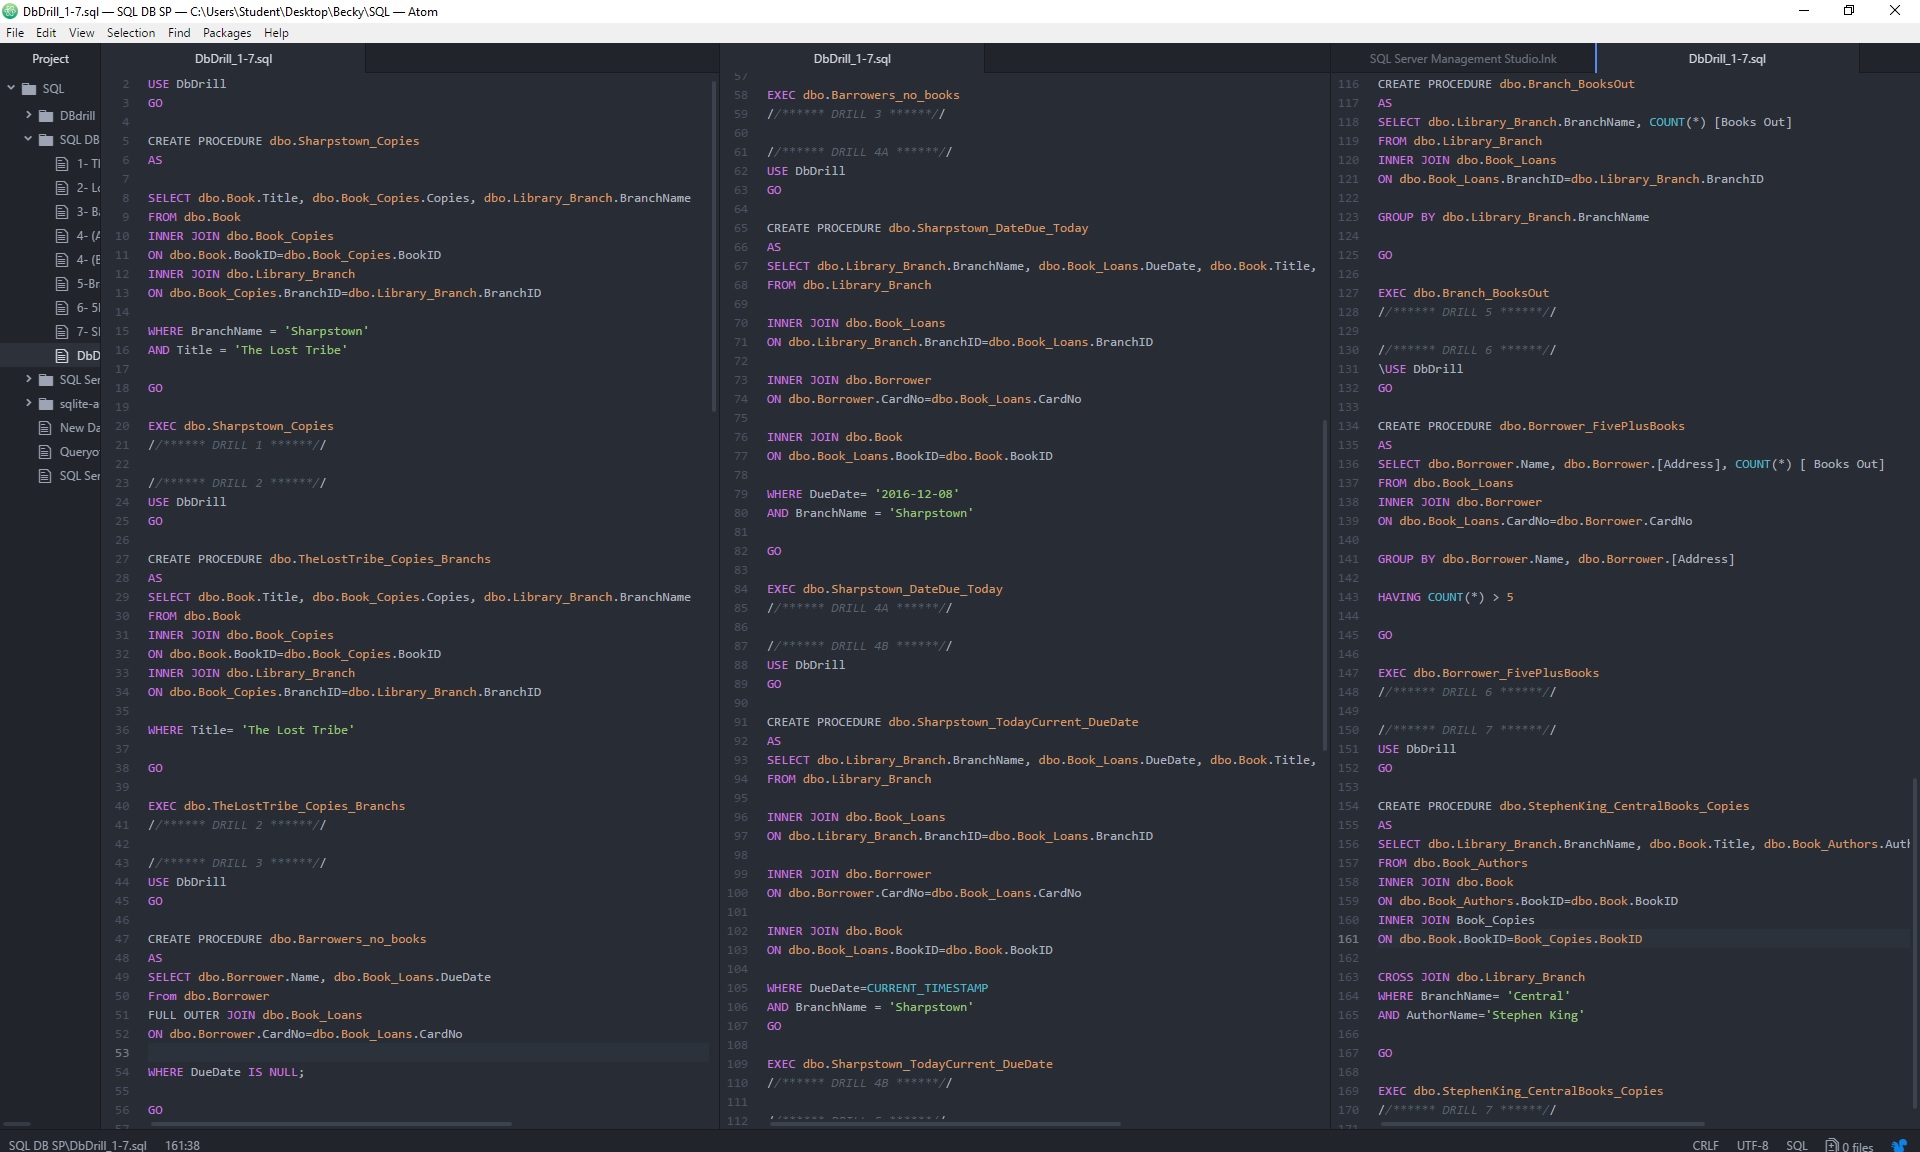 DbDrill_1-7.sql — SQL DB SP — C:\Users\Student\Desktop\Becky\SQL — Atom
File Edit View Selection Find Packages Help
Project
SQL
DBdrill
SQL DB
1- Tl
2- Lo
3- Ba
4- (A
4- (B
5-Br
6- 5l
7- Sl
DbD
SQL Ser
sqlite-a
New Da
Queryo
SQL Ser
DbDrill_1-7.sql
2 USE DbDrill
3 GO
4
5 CREATE PROCEDURE dbo.Sharpstown_Copies
6 AS
7
8 SELECT dbo.Book.Title, dbo.Book_Copies.Copies, dbo.Library_Branch.BranchName
9 FROM dbo.Book
10 INNER JOIN dbo.Book_Copies
11 ON dbo.Book.BookID=dbo.Book_Copies.BookID
12 INNER JOIN dbo.Library_Branch
13 ON dbo.Book_Copies.BranchID=dbo.Library_Branch.BranchID
14
15 WHERE BranchName = 'Sharpstown'
16 AND Title = 'The Lost Tribe'
17
18 GO
19
20 EXEC dbo.Sharpstown_Copies
21 //****** DRILL 1 ******//
22
23 //****** DRILL 2 ******//
24 USE DbDrill
25 GO
26
27 CREATE PROCEDURE dbo.TheLostTribe_Copies_Branchs
28 AS
29 SELECT dbo.Book.Title, dbo.Book_Copies.Copies, dbo.Library_Branch.BranchName
30 FROM dbo.Book
31 INNER JOIN dbo.Book_Copies
32 ON dbo.Book.BookID=dbo.Book_Copies.BookID
33 INNER JOIN dbo.Library_Branch
34 ON dbo.Book_Copies.BranchID=dbo.Library_Branch.BranchID
35
36 WHERE Title= 'The Lost Tribe'
37
38 GO
39
40 EXEC dbo.TheLostTribe_Copies_Branchs
41 //****** DRILL 2 ******//
42
43 //****** DRILL 3 ******//
44 USE DbDrill
45 GO
46
47 CREATE PROCEDURE dbo.Barrowers_no_books
48 AS
49 SELECT dbo.Borrower.Name, dbo.Book_Loans.DueDate
50 From dbo.Borrower
51 FULL OUTER JOIN dbo.Book_Loans
52 ON dbo.Borrower.CardNo=dbo.Book_Loans.CardNo
53
54 WHERE DueDate IS NULL;
55
56 GO
57
DbDrill_1-7.sql
57
58 EXEC dbo.Barrowers_no_books
59 //****** DRILL 3 ******//
60
61 //****** DRILL 4A ******//
62 USE DbDrill
63 GO
64
65 CREATE PROCEDURE dbo.Sharpstown_DateDue_Today
66 AS
67 SELECT dbo.Library_Branch.BranchName, dbo.Book_Loans.DueDate, dbo.Book.Title,
68 FROM dbo.Library_Branch
69
70 INNER JOIN dbo.Book_Loans
71 ON dbo.Library_Branch.BranchID=dbo.Book_Loans.BranchID
72
73 INNER JOIN dbo.Borrower
74 ON dbo.Borrower.CardNo=dbo.Book_Loans.CardNo
75
76 INNER JOIN dbo.Book
77 ON dbo.Book_Loans.BookID=dbo.Book.BookID
78
79 WHERE DueDate= '2016-12-08'
80 AND BranchName = 'Sharpstown'
81
82 GO
83
84 EXEC dbo.Sharpstown_DateDue_Today
85 //****** DRILL 4A ******//
86
87 //****** DRILL 4B ******//
88 USE DbDrill
89 GO
90
91 CREATE PROCEDURE dbo.Sharpstown_TodayCurrent_DueDate
92 AS
93 SELECT dbo.Library_Branch.BranchName, dbo.Book_Loans.DueDate, dbo.Book.Title,
94 FROM dbo.Library_Branch
95
96 INNER JOIN dbo.Book_Loans
97 ON dbo.Library_Branch.BranchID=dbo.Book_Loans.BranchID
98
99 INNER JOIN dbo.Borrower
100 ON dbo.Borrower.CardNo=dbo.Book_Loans.CardNo
101
102 INNER JOIN dbo.Book
103 ON dbo.Book_Loans.BookID=dbo.Book.BookID
104
105 WHERE DueDate=CURRENT_TIMESTAMP
106 AND BranchName = 'Sharpstown'
107 GO
108
109 EXEC dbo.Sharpstown_TodayCurrent_DueDate
110 //****** DRILL 4B ******//
111
112
SQL Server Management Studio.lnk DbDrill_1-7.sql
116 CREATE PROCEDURE dbo.Branch_BooksOut
117 AS
118 SELECT dbo.Library_Branch.BranchName, COUNT(*) [Books Out]
119 FROM dbo.Library_Branch
120 INNER JOIN dbo.Book_Loans
121 ON dbo.Book_Loans.BranchID=dbo.Library_Branch.BranchID
122
123 GROUP BY dbo.Library_Branch.BranchName
124
125 GO
126
127 EXEC dbo.Branch_BooksOut
128 //****** DRILL 5 ******//
129
130 //****** DRILL 6 ******//
131 \USE DbDrill
132 GO
133
134 CREATE PROCEDURE dbo.Borrower_FivePlusBooks
135 AS
136 SELECT dbo.Borrower.Name, dbo.Borrower.[Address], COUNT(*) [ Books Out]
137 FROM dbo.Book_Loans
138 INNER JOIN dbo.Borrower
139 ON dbo.Book_Loans.CardNo=dbo.Borrower.CardNo
140
141 GROUP BY dbo.Borrower.Name, dbo.Borrower.[Address]
142
143 HAVING COUNT(*) > 5
144
145 GO
146
147 EXEC dbo.Borrower_FivePlusBooks
148 //****** DRILL 6 ******//
149
150 //****** DRILL 7 ******//
151 USE DbDrill
152 GO
153
154 CREATE PROCEDURE dbo.StephenKing_CentralBooks_Copies
155 AS
156 SELECT dbo.Library_Branch.BranchName, dbo.Book.Title, dbo.Book_Authors.Auth
157 FROM dbo.Book_Authors
158 INNER JOIN dbo.Book
159 ON dbo.Book_Authors.BookID=dbo.Book.BookID
160 INNER JOIN Book_Copies
161 ON dbo.Book.BookID=Book_Copies.BookID
162
163 CROSS JOIN dbo.Library_Branch
164 WHERE BranchName= 'Central'
165 AND AuthorName='Stephen King'
166
167 GO
168
169 EXEC dbo.StephenKing_CentralBooks_Copies
170 //****** DRILL 7 ******//
171
SQL DB SP\DbDrill_1-7.sql 161:38 CRLF UTF-8 SQL 0 files